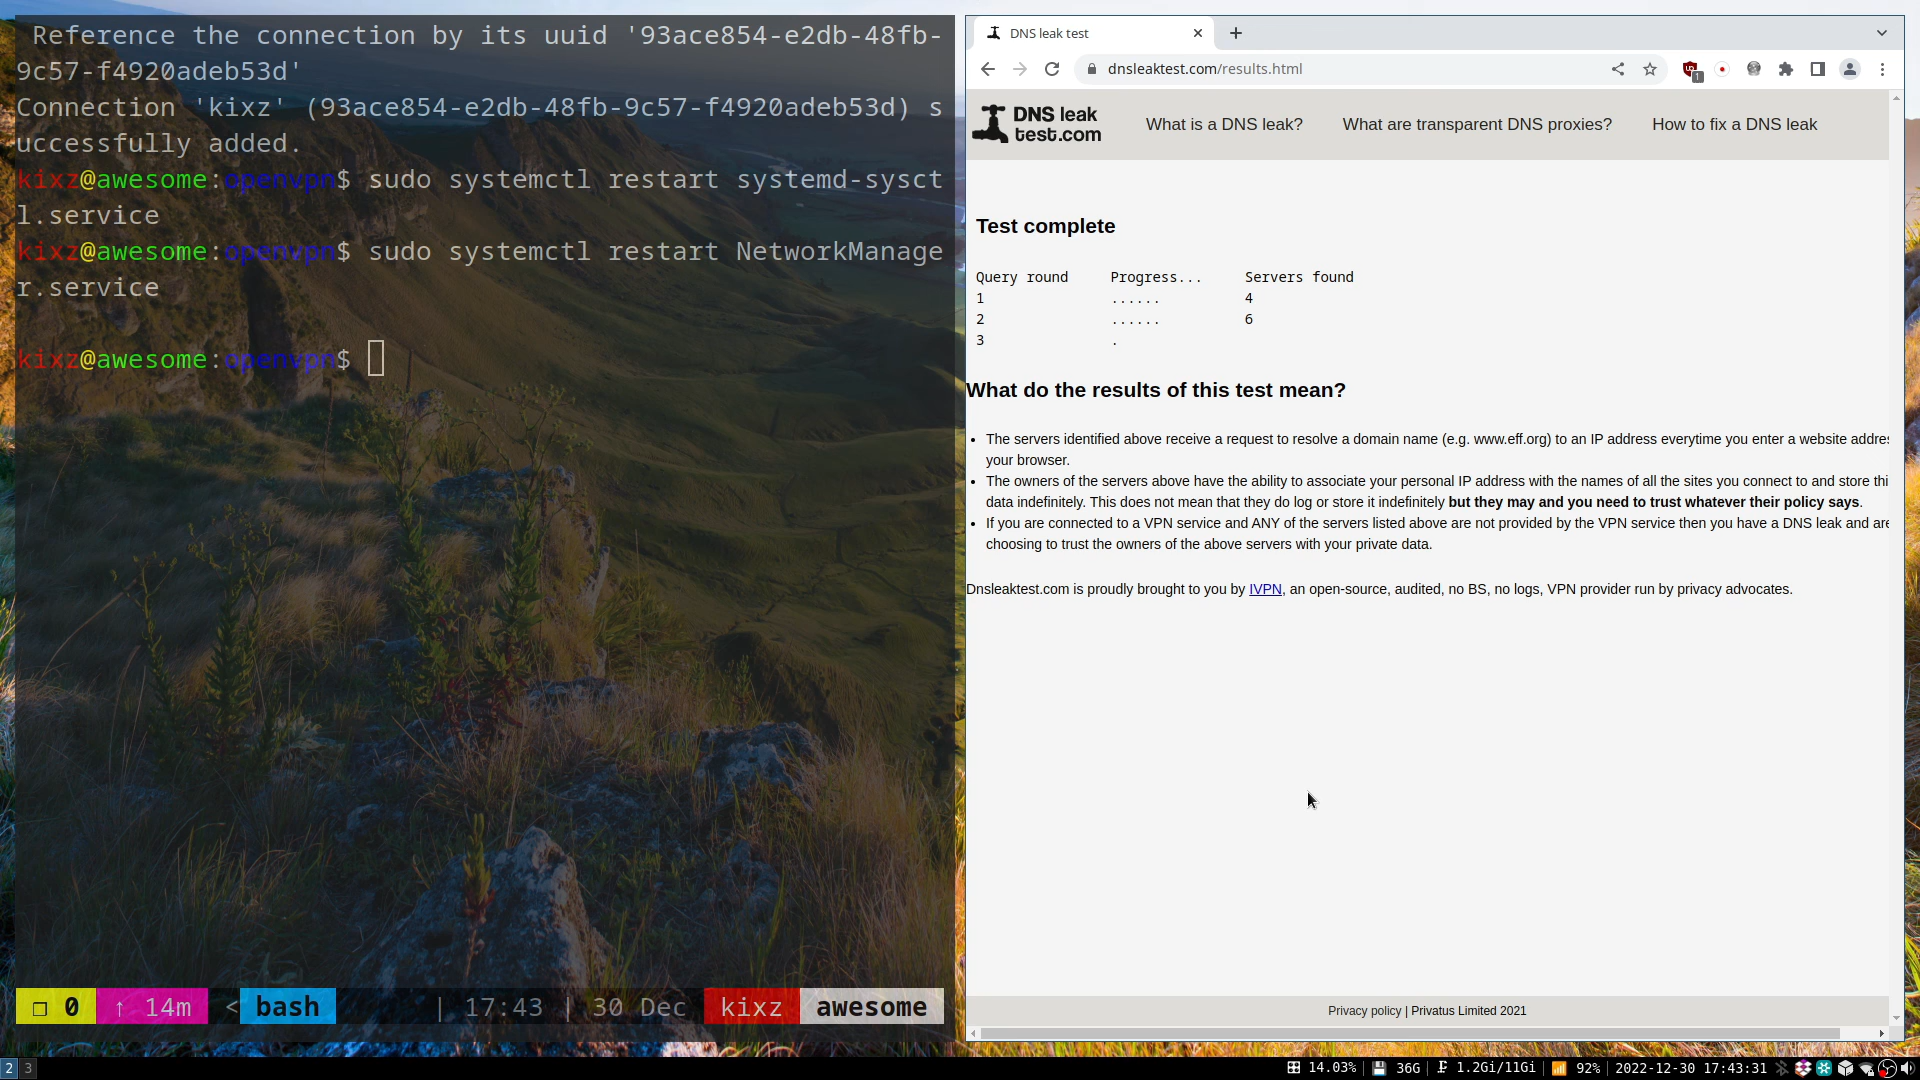 Reference the connection by its uuid '93ace854-e2db-48fb-
9c57-f4920adeb53d'
Connection 'kixz' (93ace854-e2db-48fb-9c57-f4920adeb53d) s
uccessfully added.
kixz@awesome:openvpn$ sudo systemctl restart systemd-sysct
l.service
kixz@awesome:openvpn$ sudo systemctl restart NetworkManage
r.service
kixz@awesome:openvpn$
❐ 0 ↑ 14m < bash | 17:43 | 30 Dec kixz awesome
DNS leak test
dnsleaktest.com/results.html
1
DNS leak
test.com
What is a DNS leak? What are transparent DNS proxies? How to fix a DNS leak
Test complete
Query round Progress... Servers found
1 ...... 4
2 ...... 6
3 .
What do the results of this test mean?
• The servers identified above receive a request to resolve a domain name (e.g. www.eff.org) to an IP address everytime you enter a website addres
your browser.
• The owners of the servers above have the ability to associate your personal IP address with the names of all the sites you connect to and store thi
data indefinitely. This does not mean that they do log or store it indefinitely but they may and you need to trust whatever their policy says.
• If you are connected to a VPN service and ANY of the servers listed above are not provided by the VPN service then you have a DNS leak and are
choosing to trust the owners of the above servers with your private data.
Dnsleaktest.com is proudly brought to you by IVPN, an open-source, audited, no BS, no logs, VPN provider run by privacy advocates.
Privacy policy | Privatus Limited 2021
2 3 14.03% 36G 1.2Gi/11Gi 92% 2022-12-30 17:43:31